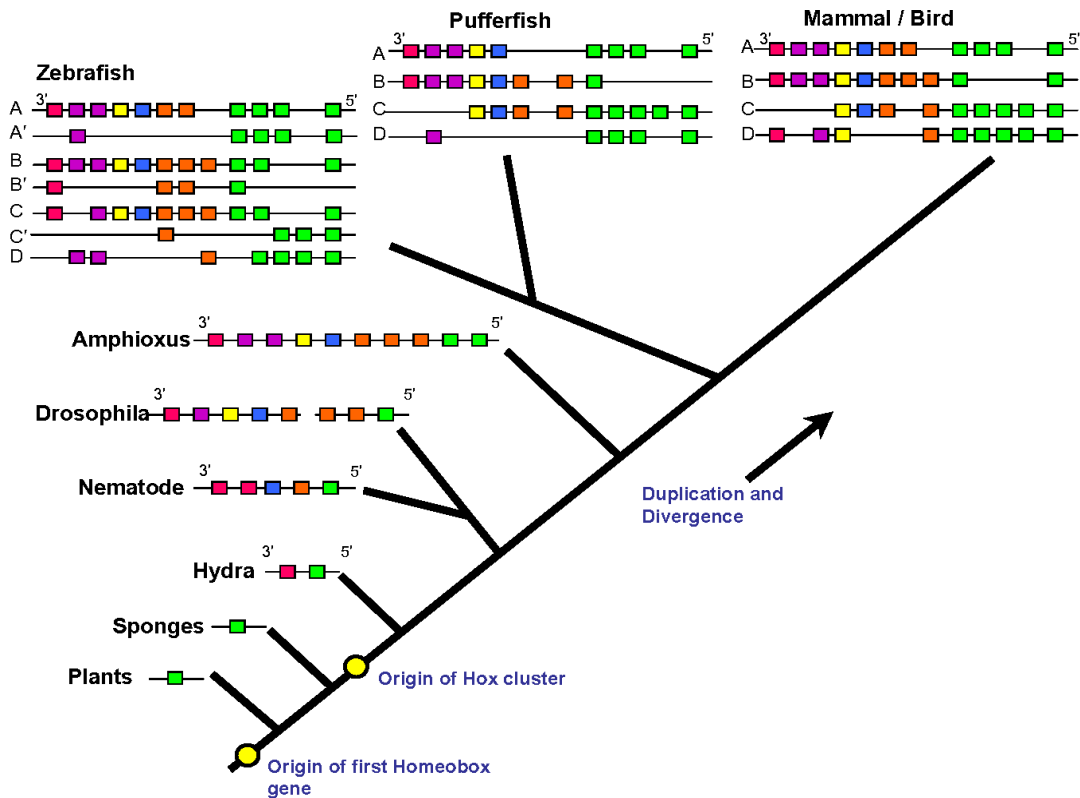 Pufferfish
Mammal / Bird
3' 5'
A
B
C
D
3' 5'
A
B
C
D
Zebrafish
3' 5'
A
A'
B
B'
C
C'
D
3' 5'
Amphioxus
3' 5'
Drosophila
3' 5'
Nematode
3' 5'
Hydra
Sponges
Plants
Duplication and
Divergence
Origin of Hox cluster
Origin of first Homeobox
gene